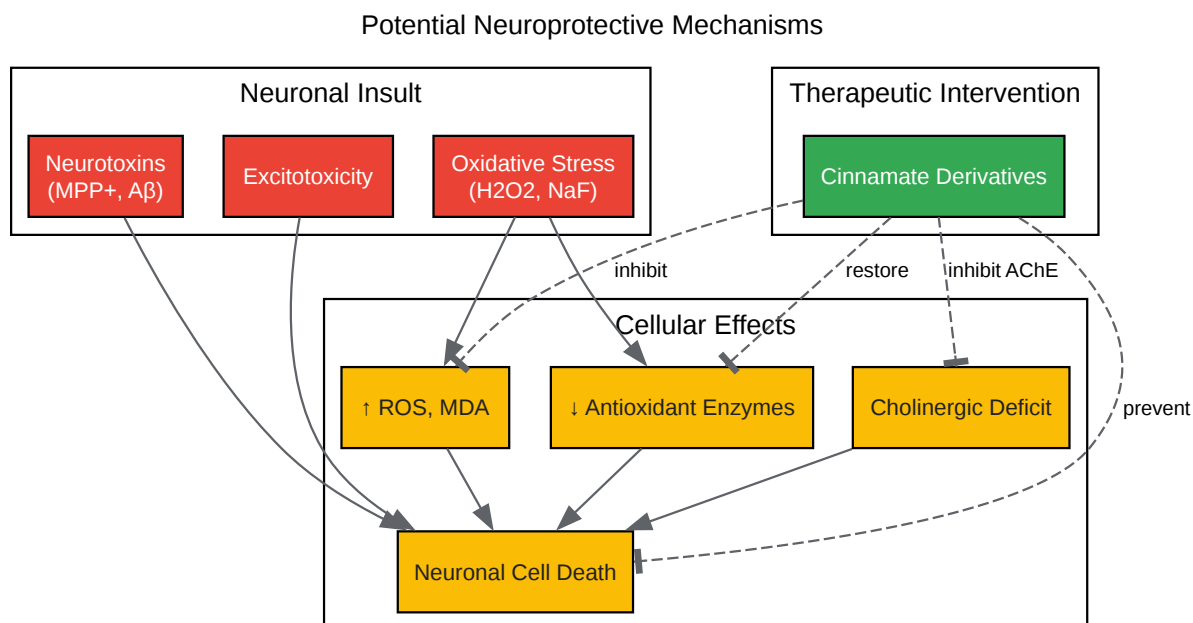 Potential Neuroprotective Mechanisms
Neuronal Insult
Therapeutic Intervention
Neurotoxins
(MPP+, Aβ)
Excitotoxicity
Oxidative Stress
(H2O2, NaF)
Cinnamate Derivatives
inhibit
restore
inhibit AChE
Cellular Effects
↑ ROS, MDA
↓ Antioxidant Enzymes
Cholinergic Deficit
prevent
Neuronal Cell Death